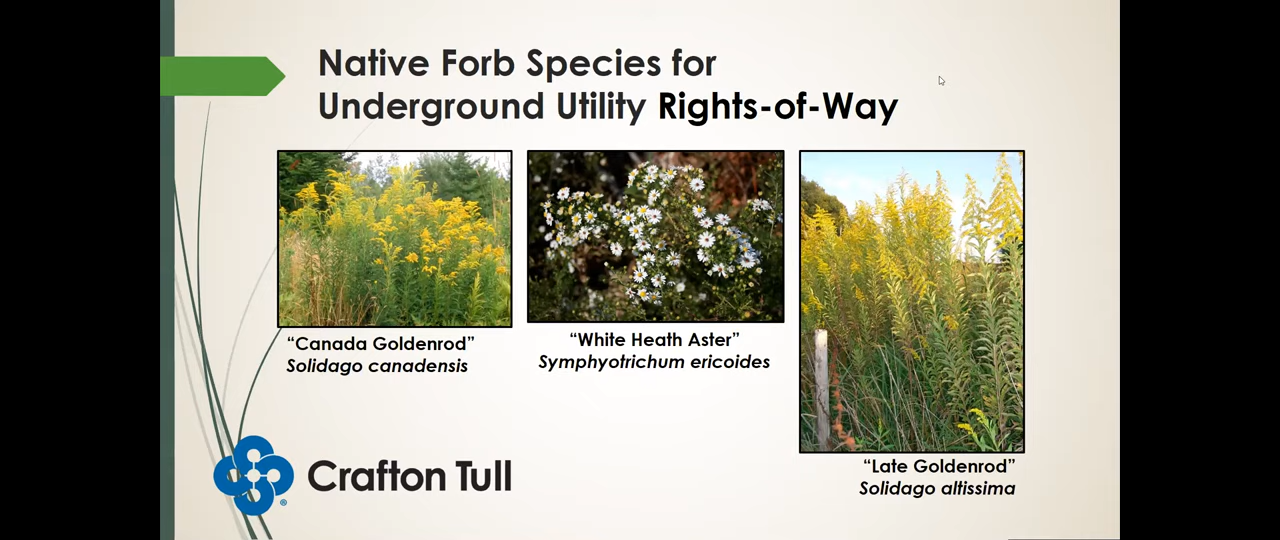 Native Forb Species for
Underground Utility Rights-of-Way
“Canada Goldenrod”
Solidago canadensis
“White Heath Aster”
Symphyotrichum ericoides
“Late Goldenrod”
Solidago altissima
Crafton Tull
®